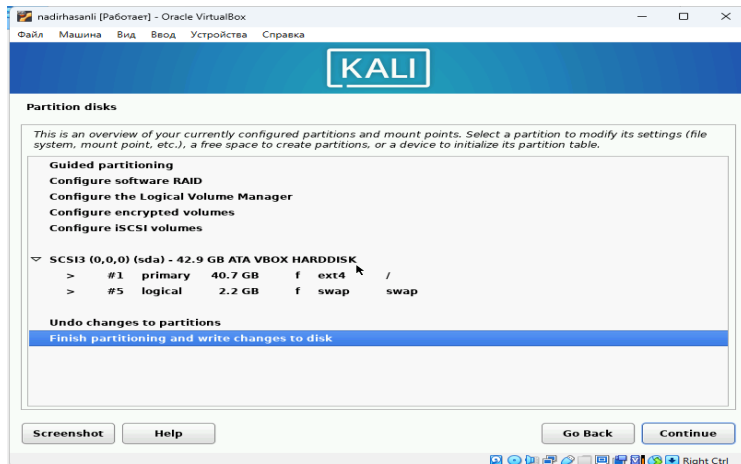 nadirhasanli [Работает] - Oracle VirtualBox
Файл Машина Вид Ввод Устройства Справка
KALI
Partition disks
This is an overview of your currently configured partitions and mount points. Select a partition to modify its settings (file
system, mount point, etc.), a free space to create partitions, or a device to initialize its partition table.
Guided partitioning
Configure software RAID
Configure the Logical Volume Manager
Configure encrypted volumes
Configure iSCSI volumes
SCSI3 (0,0,0) (sda) - 42.9 GB ATA VBOX HARDDISK
> #1 primary 40.7 GB f ext4 /
> #5 logical 2.2 GB f swap swap
Undo changes to partitions
Finish partitioning and write changes to disk
Screenshot Help Go Back Continue
Right Ctrl